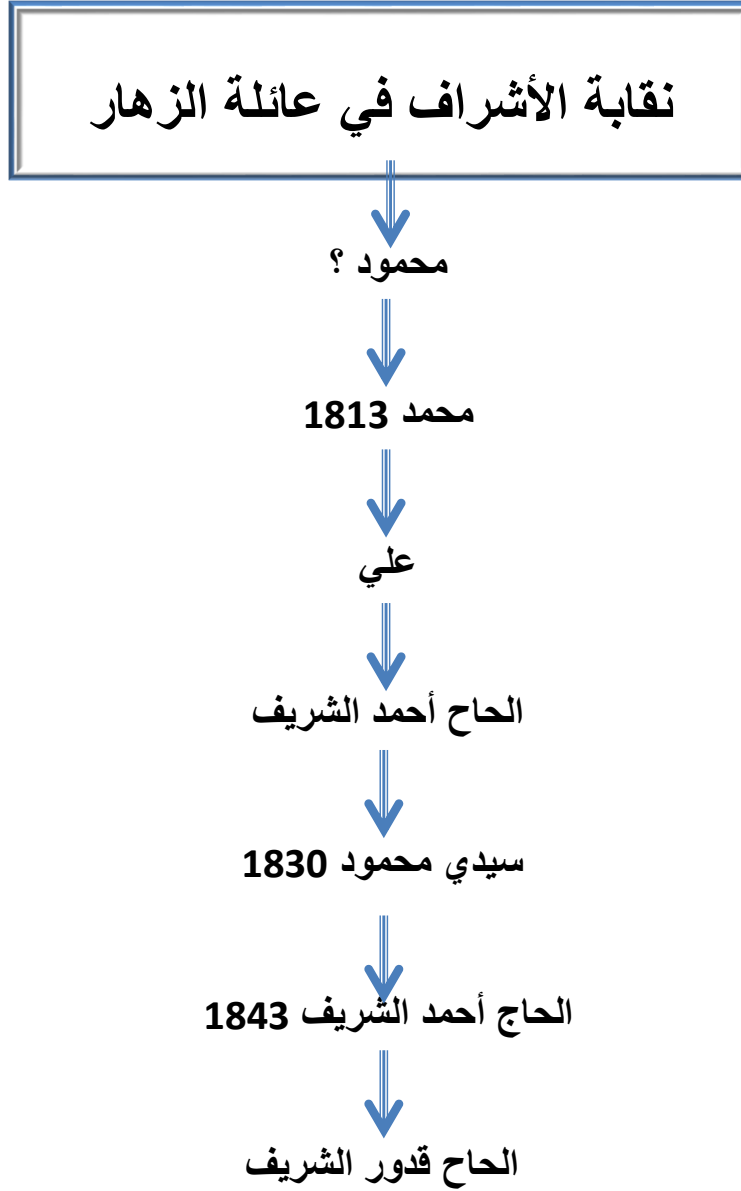 نقابة الأشراف في عائلة الزهار
محمود ؟
محمد 1813
علي
الحاح أحمد الشريف
سيدي محمود 1830
الحاج أحمد الشريف 1843
الحاح قدور الشريف